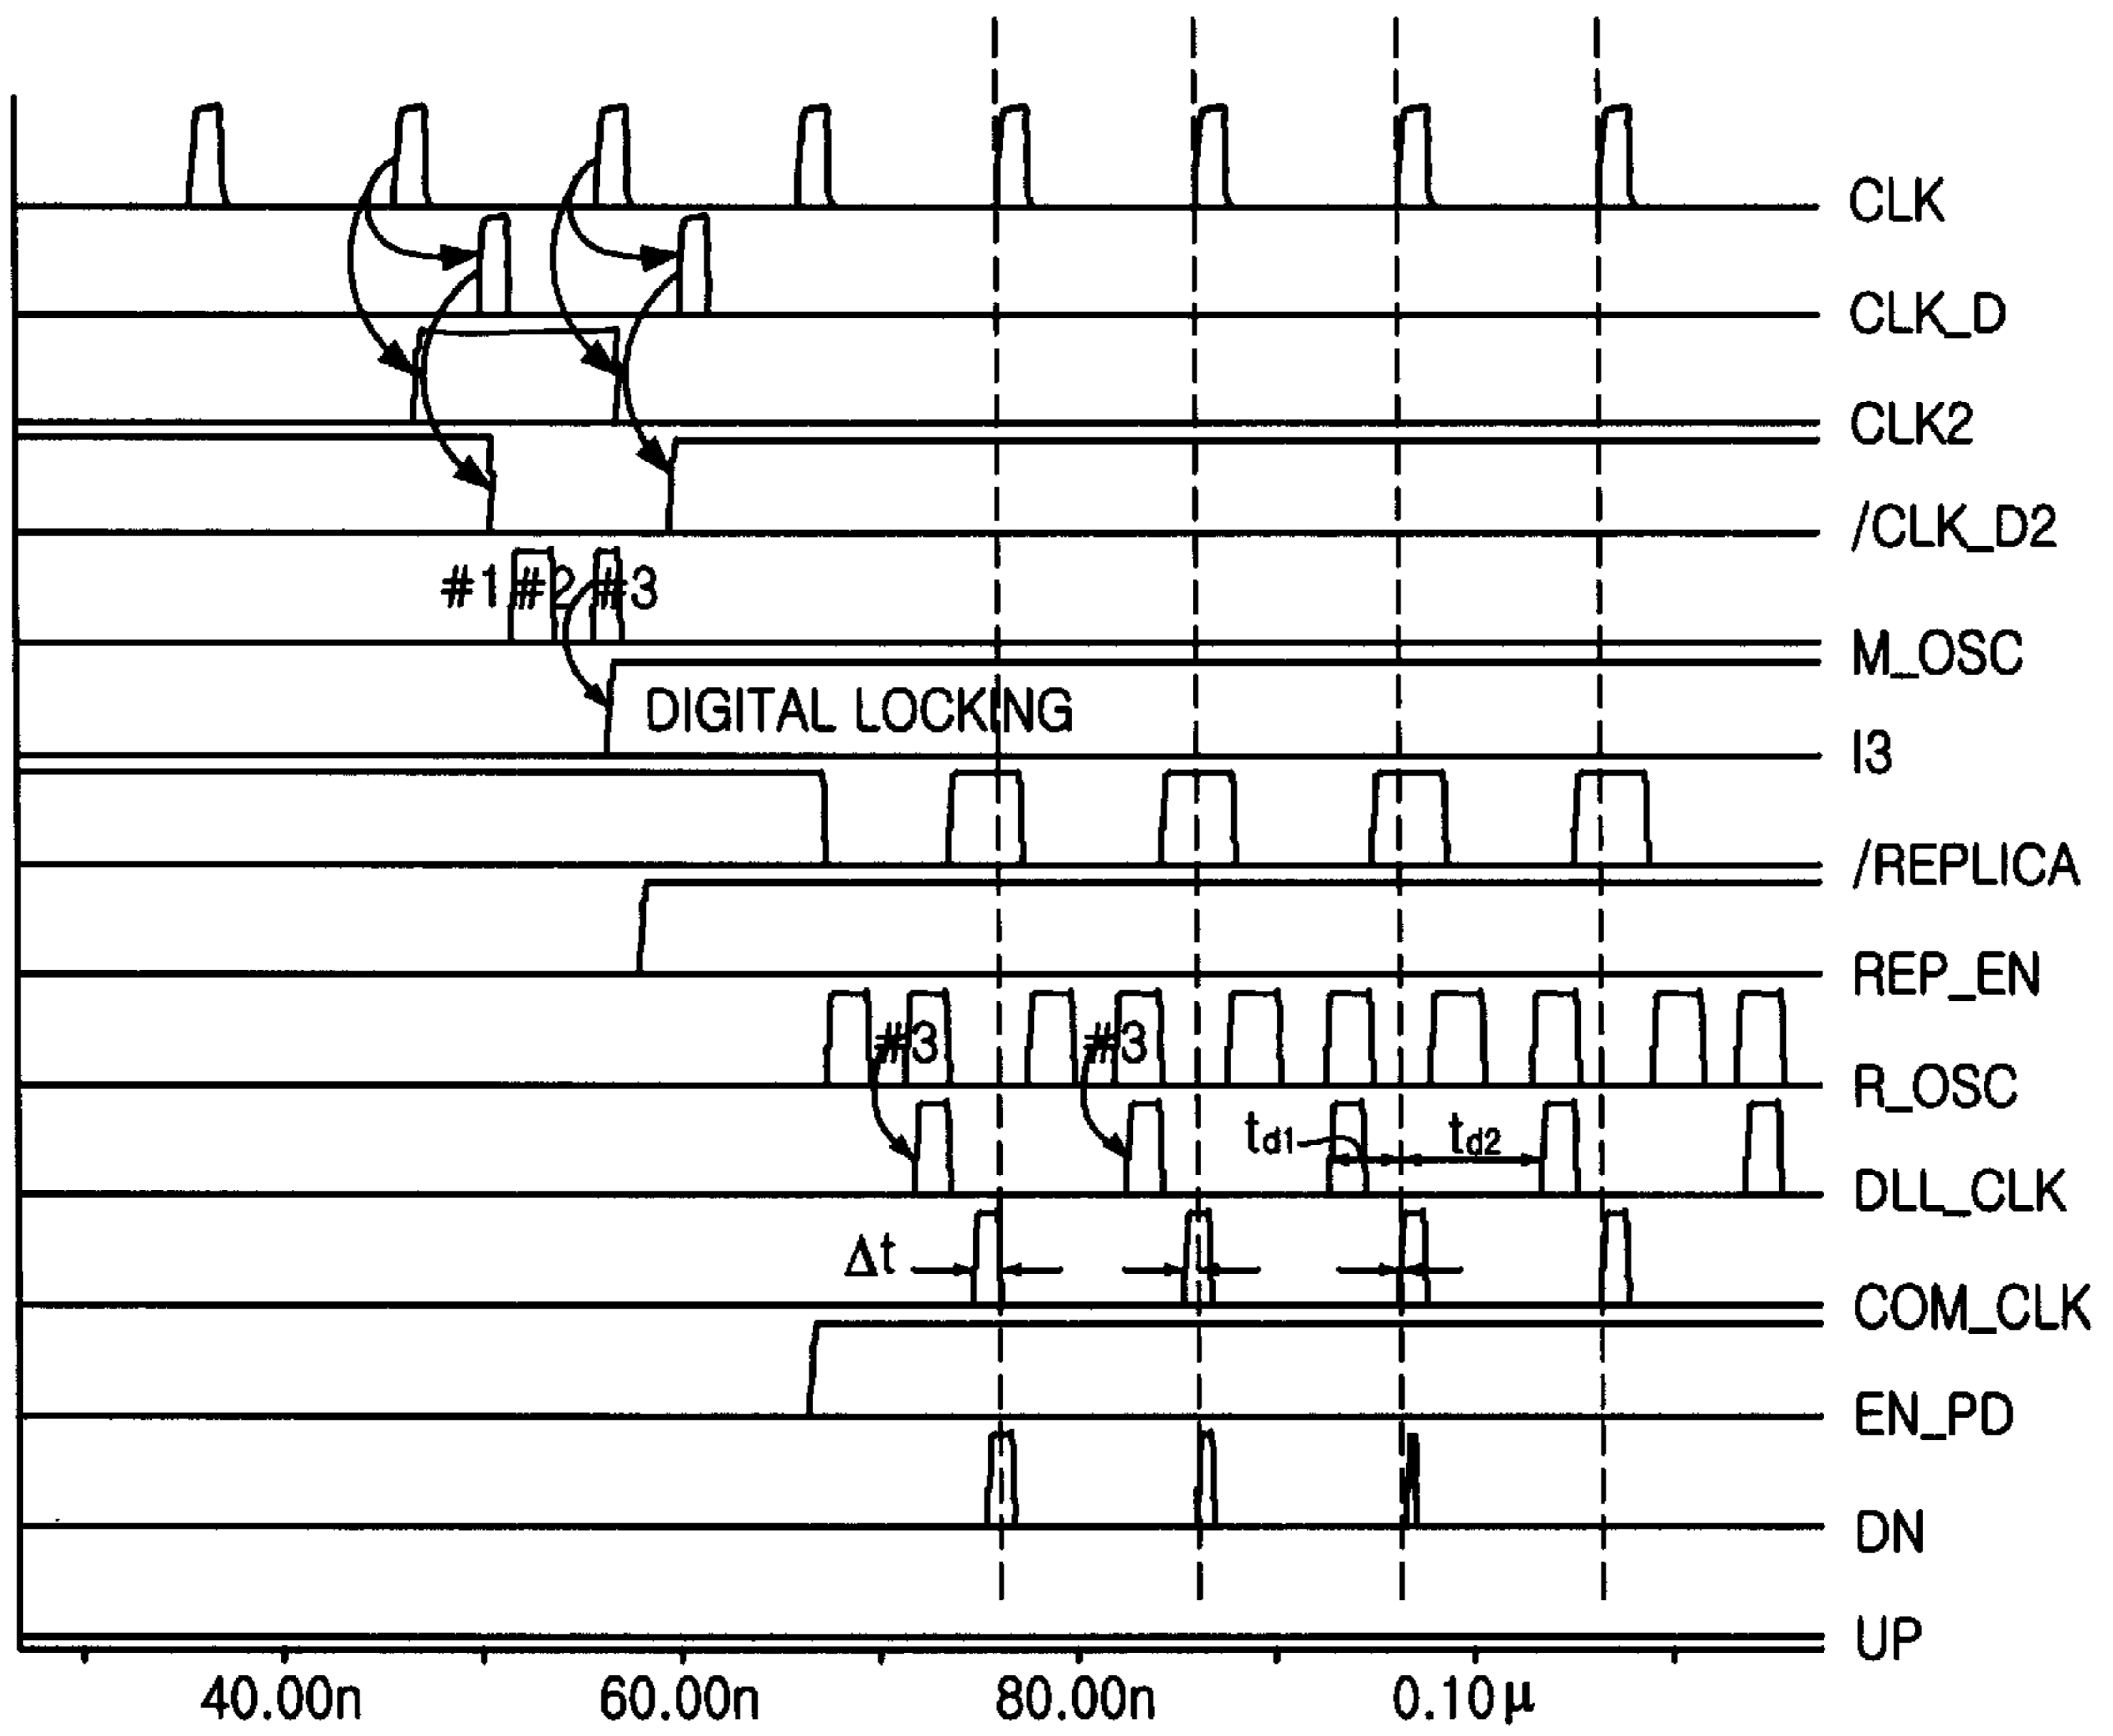 CLK
CLK_D
CLK2
/CLK_D2
#1 #2 #3
M_OSC
DIGITAL LOCKING
I3
/REPLICA
REP_EN
#3 #3
R_OSC
td1 td2
DLL_CLK
Δt
COM_CLK
EN_PD
DN
UP
40.00n 60.00n 80.00n 0.10μ